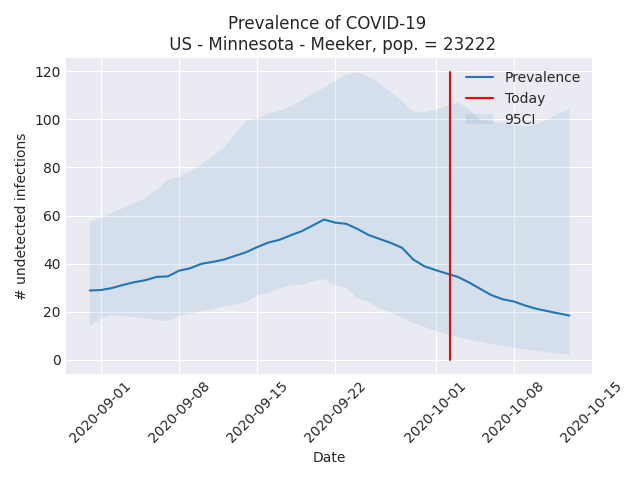 Prevalence of COVID-19
US - Minnesota - Meeker, pop. = 23222
120
100
80
60
40
20
0
# undetected infections
Prevalence
Today
95CI
2020-09-01
2020-09-08
2020-09-15
2020-09-22
2020-10-01
2020-10-08
2020-10-15
Date